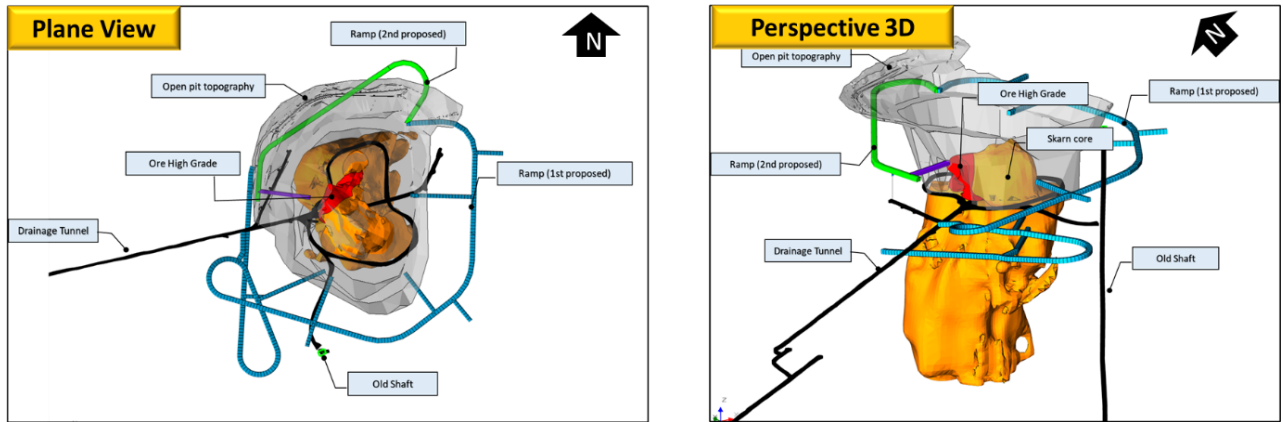 Plane View
N
Ramp (2nd proposed)
Open pit topography
Ore High Grade
Ramp (1st proposed)
Drainage Tunnel
Old Shaft
Perspective 3D
N
Open pit topography
Ore High Grade
Ramp (1st proposed)
Skarn core
Ramp (2nd proposed)
Drainage Tunnel
Old Shaft
Z